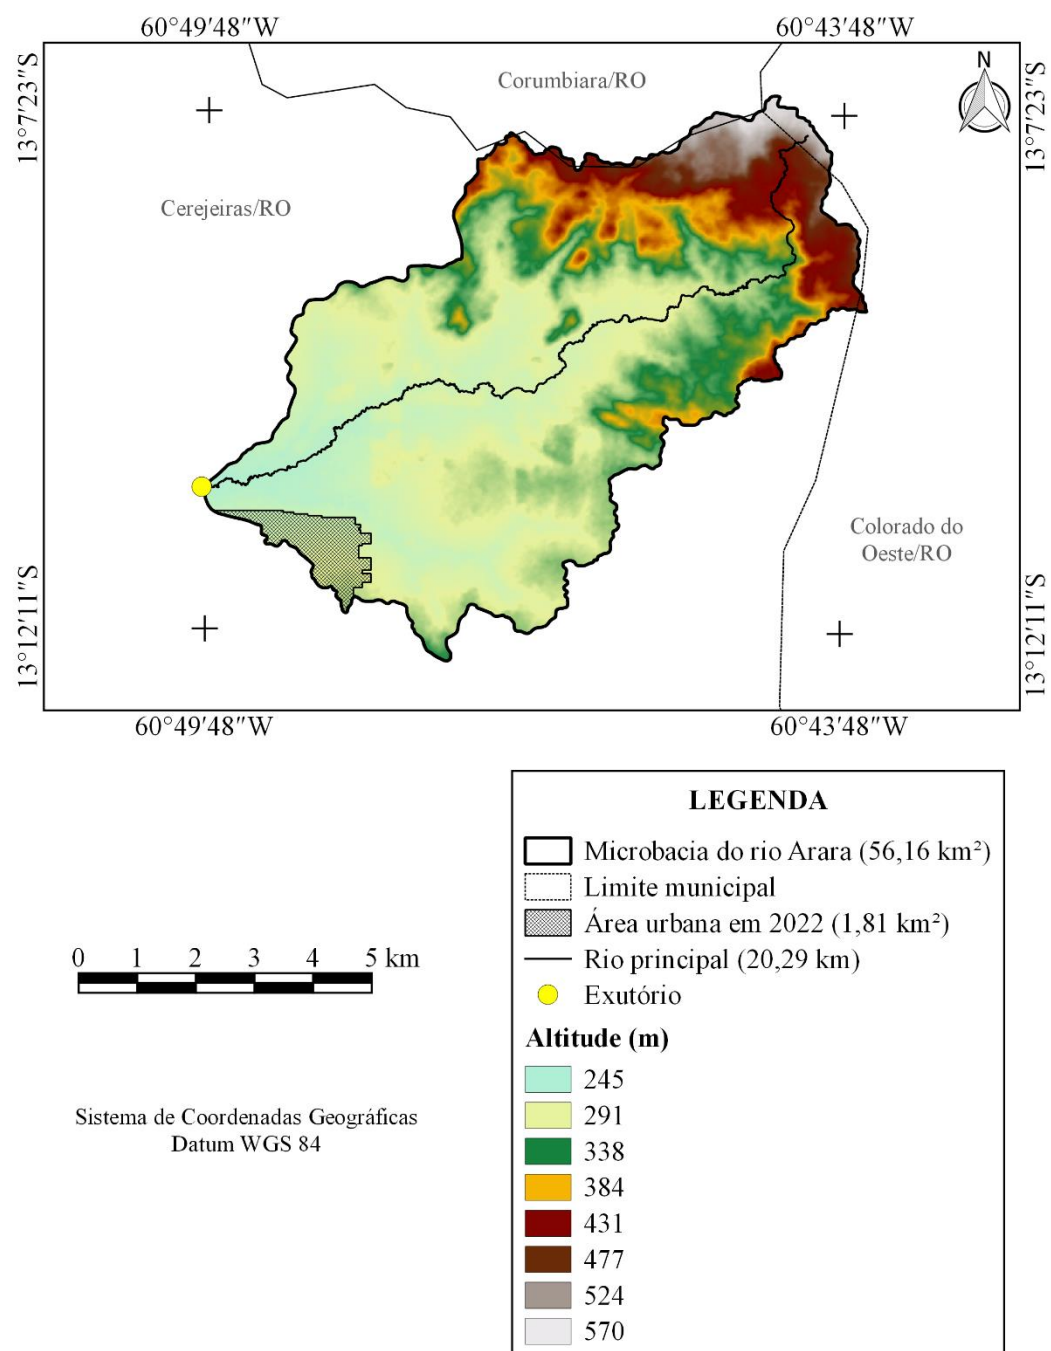 60°49'48"W
60°43'48"W
13°7'23"S
13°7'23"S
N
Corumbiara/RO
Cerejeiras/RO
Colorado do
Oeste/RO
13°12'11"S
13°12'11"S
60°49'48"W
60°43'48"W
LEGENDA
Microbacia do rio Arara (56,16 km²)
Limite municipal
Área urbana em 2022 (1,81 km²)
Rio principal (20,29 km)
Exutório
Altitude (m)
245
291
338
384
431
477
524
570
0 1 2 3 4 5 km
Sistema de Coordenadas Geográficas
Datum WGS 84